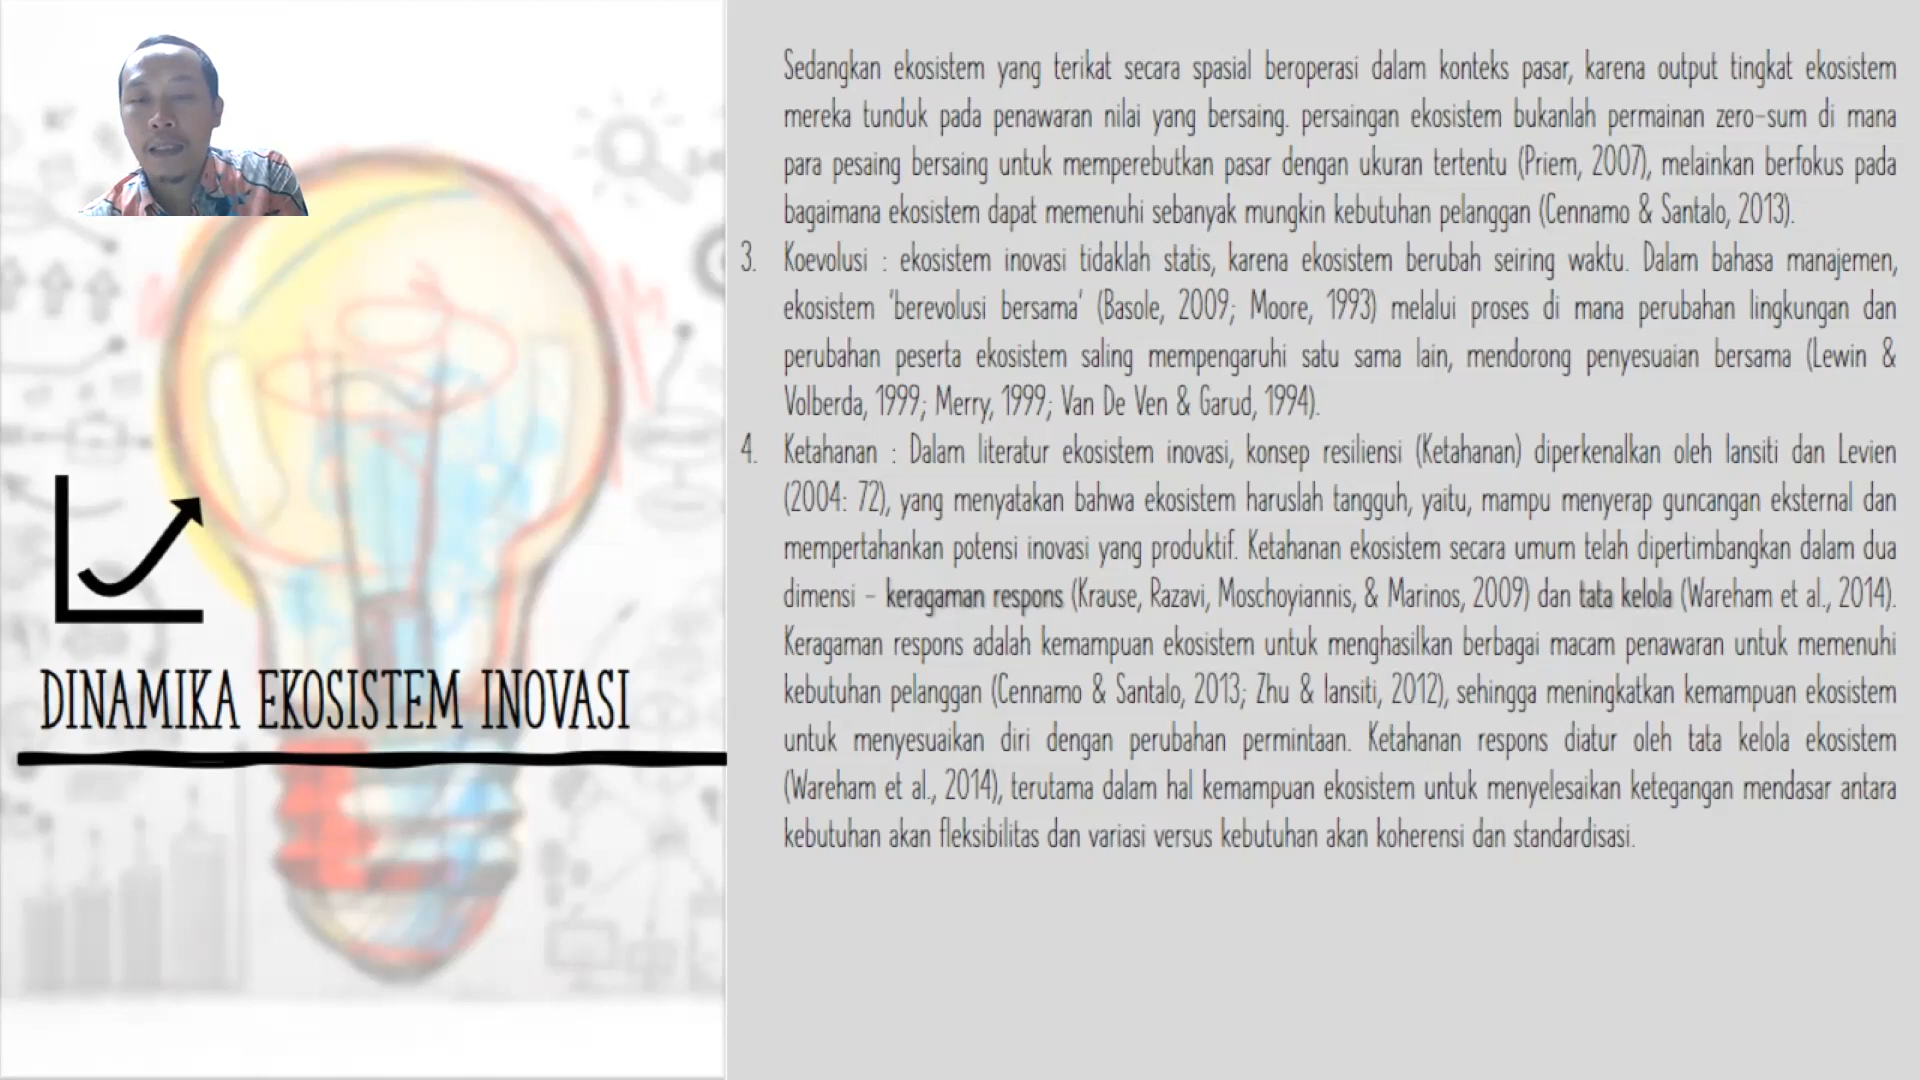 DINAMIKA EKOSISTEM INOVASI
Sedangkan ekosistem yang terikat secara spasial beroperasi dalam konteks pasar, karena output tingkat ekosistem
mereka tunduk pada penawaran nilai yang bersaing. persaingan ekosistem bukanlah permainan zero-sum di mana
para pesaing bersaing untuk memperebutkan pasar dengan ukuran tertentu (Priem, 2007), melainkan berfokus pada
bagaimana ekosistem dapat memenuhi sebanyak mungkin kebutuhan pelanggan (Cennamo & Santalo, 2013).
3. Koevolusi : ekosistem inovasi tidaklah statis, karena ekosistem berubah seiring waktu. Dalam bahasa manajemen,
ekosistem 'berevolusi bersama' (Basole, 2009; Moore, 1993) melalui proses di mana perubahan lingkungan dan
perubahan peserta ekosistem saling mempengaruhi satu sama lain, mendorong penyesuaian bersama (Lewin &
Volberda, 1999; Merry, 1999; Van De Ven & Garud, 1994).
4. Ketahanan : Dalam literatur ekosistem inovasi, konsep resiliensi (Ketahanan) diperkenalkan oleh Iansiti dan Levien
(2004: 72), yang menyatakan bahwa ekosistem haruslah tangguh, yaitu, mampu menyerap guncangan eksternal dan
mempertahankan potensi inovasi yang produktif. Ketahanan ekosistem secara umum telah dipertimbangkan dalam dua
dimensi – keragaman respons (Krause, Razavi, Moschoyiannis, & Marinos, 2009) dan tata kelola (Wareham et al., 2014).
Keragaman respons adalah kemampuan ekosistem untuk menghasilkan berbagai macam penawaran untuk memenuhi
kebutuhan pelanggan (Cennamo & Santalo, 2013; Zhu & Iansiti, 2012), sehingga meningkatkan kemampuan ekosistem
untuk menyesuaikan diri dengan perubahan permintaan. Ketahanan respons diatur oleh tata kelola ekosistem
(Wareham et al., 2014), terutama dalam hal kemampuan ekosistem untuk menyelesaikan ketegangan mendasar antara
kebutuhan akan fleksibilitas dan variasi versus kebutuhan akan koherensi dan standardisasi.